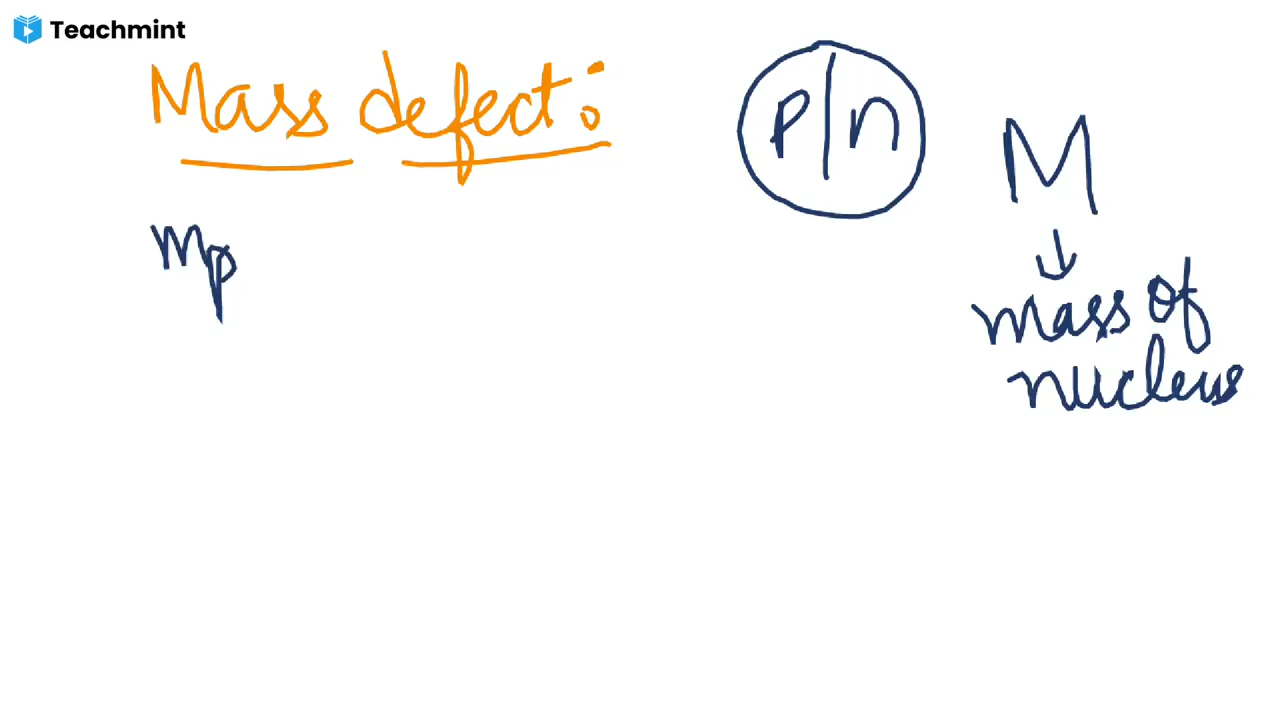 Teachmint
Mass defect:
p|n
M
↓
mass of
nucleus
mp